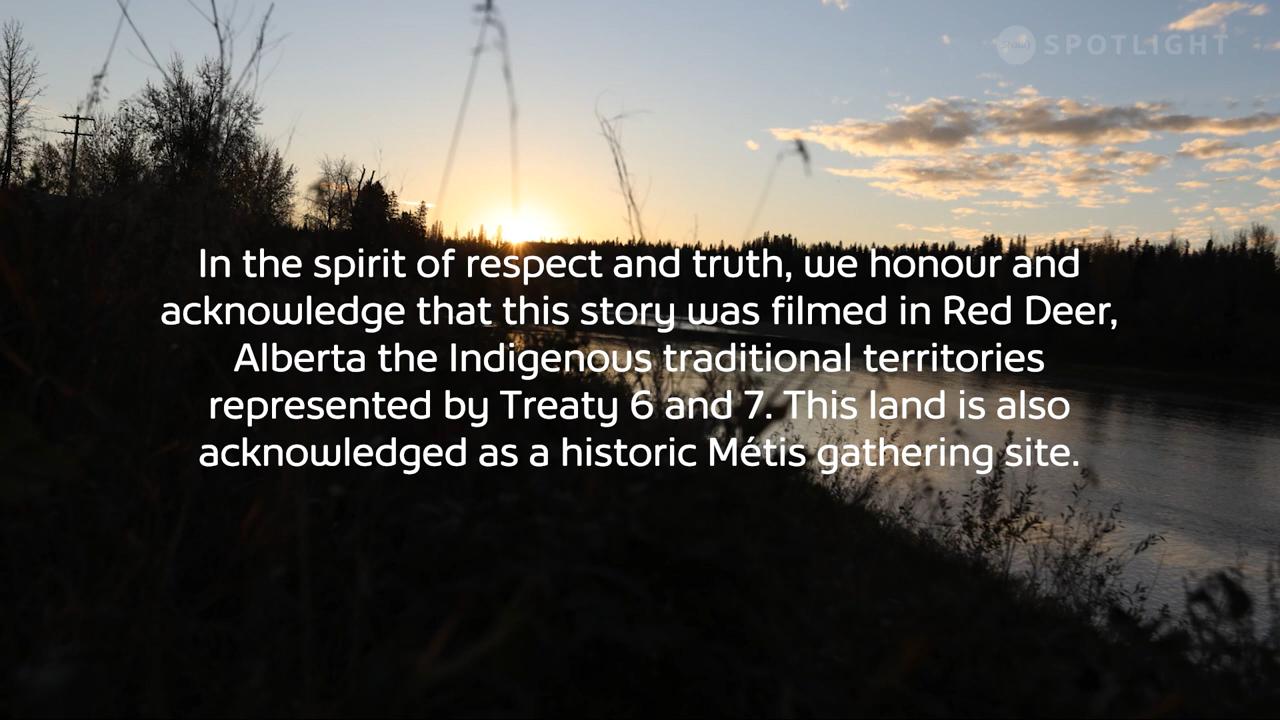 SPOTLIGHT
In the spirit of respect and truth, we honour and
acknowledge that this story was filmed in Red Deer,
Alberta the Indigenous traditional territories
represented by Treaty 6 and 7. This land is also
acknowledged as a historic Métis gathering site.